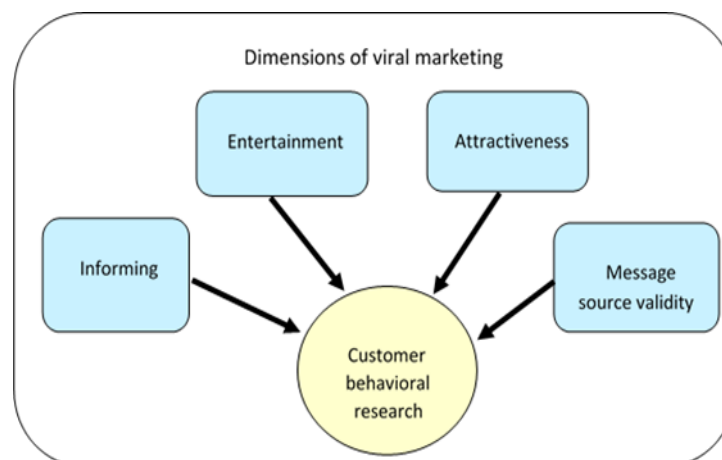 Dimensions of viral marketing
Entertainment
Attractiveness
Informing
Message
source validity
Customer
behavioral
research